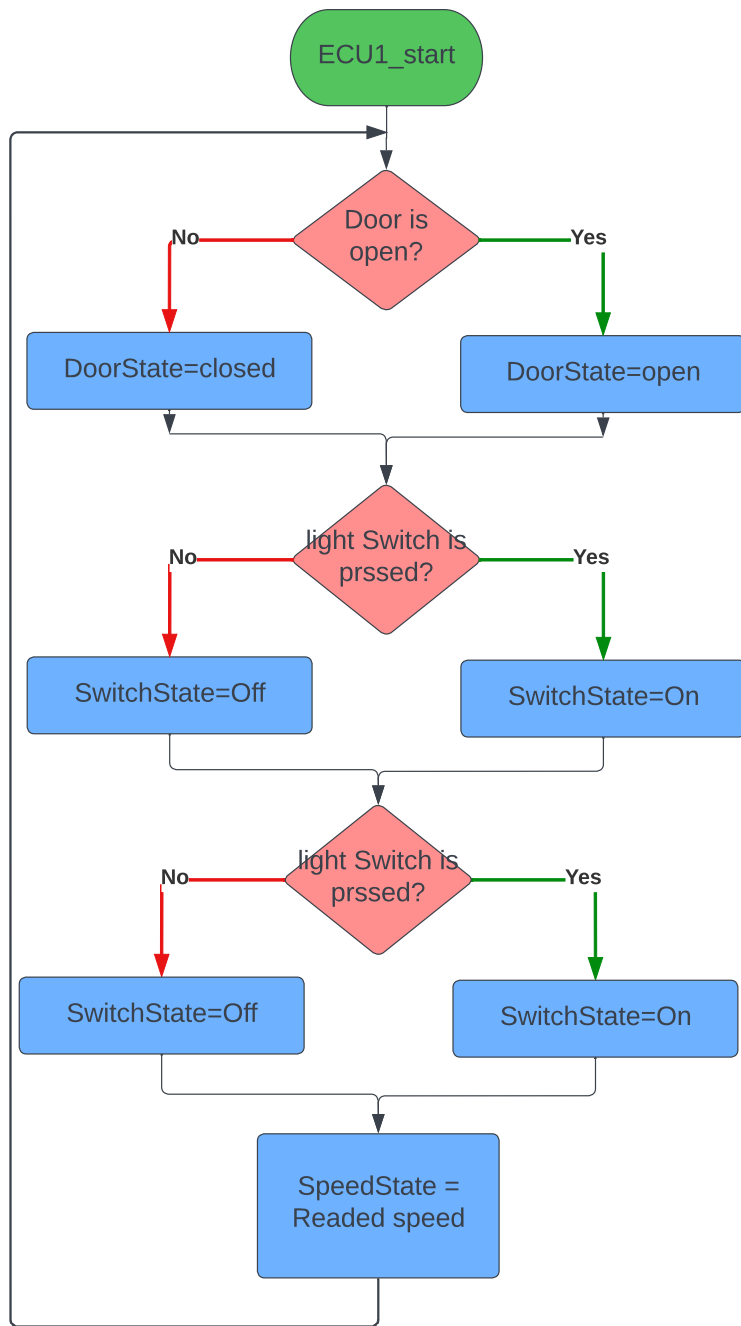 ECU1_start
Door is
open?
No
Yes
DoorState=closed
DoorState=open
light Switch is
prssed?
No
Yes
SwitchState=Off
SwitchState=On
light Switch is
prssed?
No
Yes
SwitchState=Off
SwitchState=On
SpeedState =
Readed speed